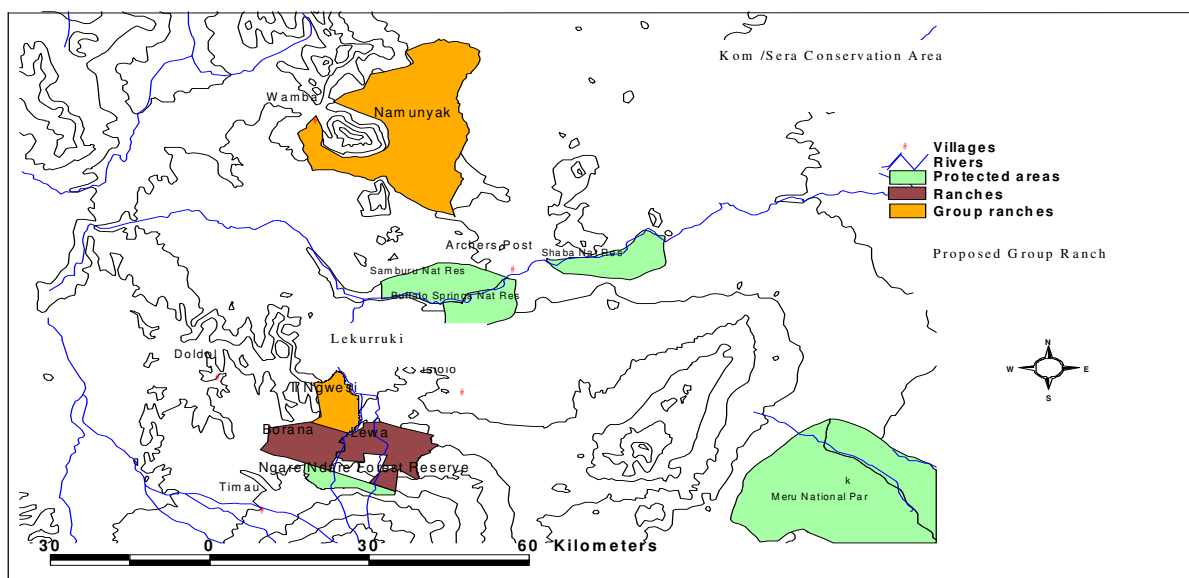 Kom /Sera Conservation Area
Wamba
Namunyak
Villages
Rivers
Protected areas
Ranches
Group ranches
Archers Post
Shaba Nat Res
Proposed Group Ranch
Samburu Nat Res
Buffalo Springs Nat Res
Lekurruki
Doldol
Isiolo
Il'Ngwesi
N
W E
S
Borana
Lewa
Ngare Ndare Forest Reserve
Timau
k
Meru National Par
30 0 30 60 Kilometers